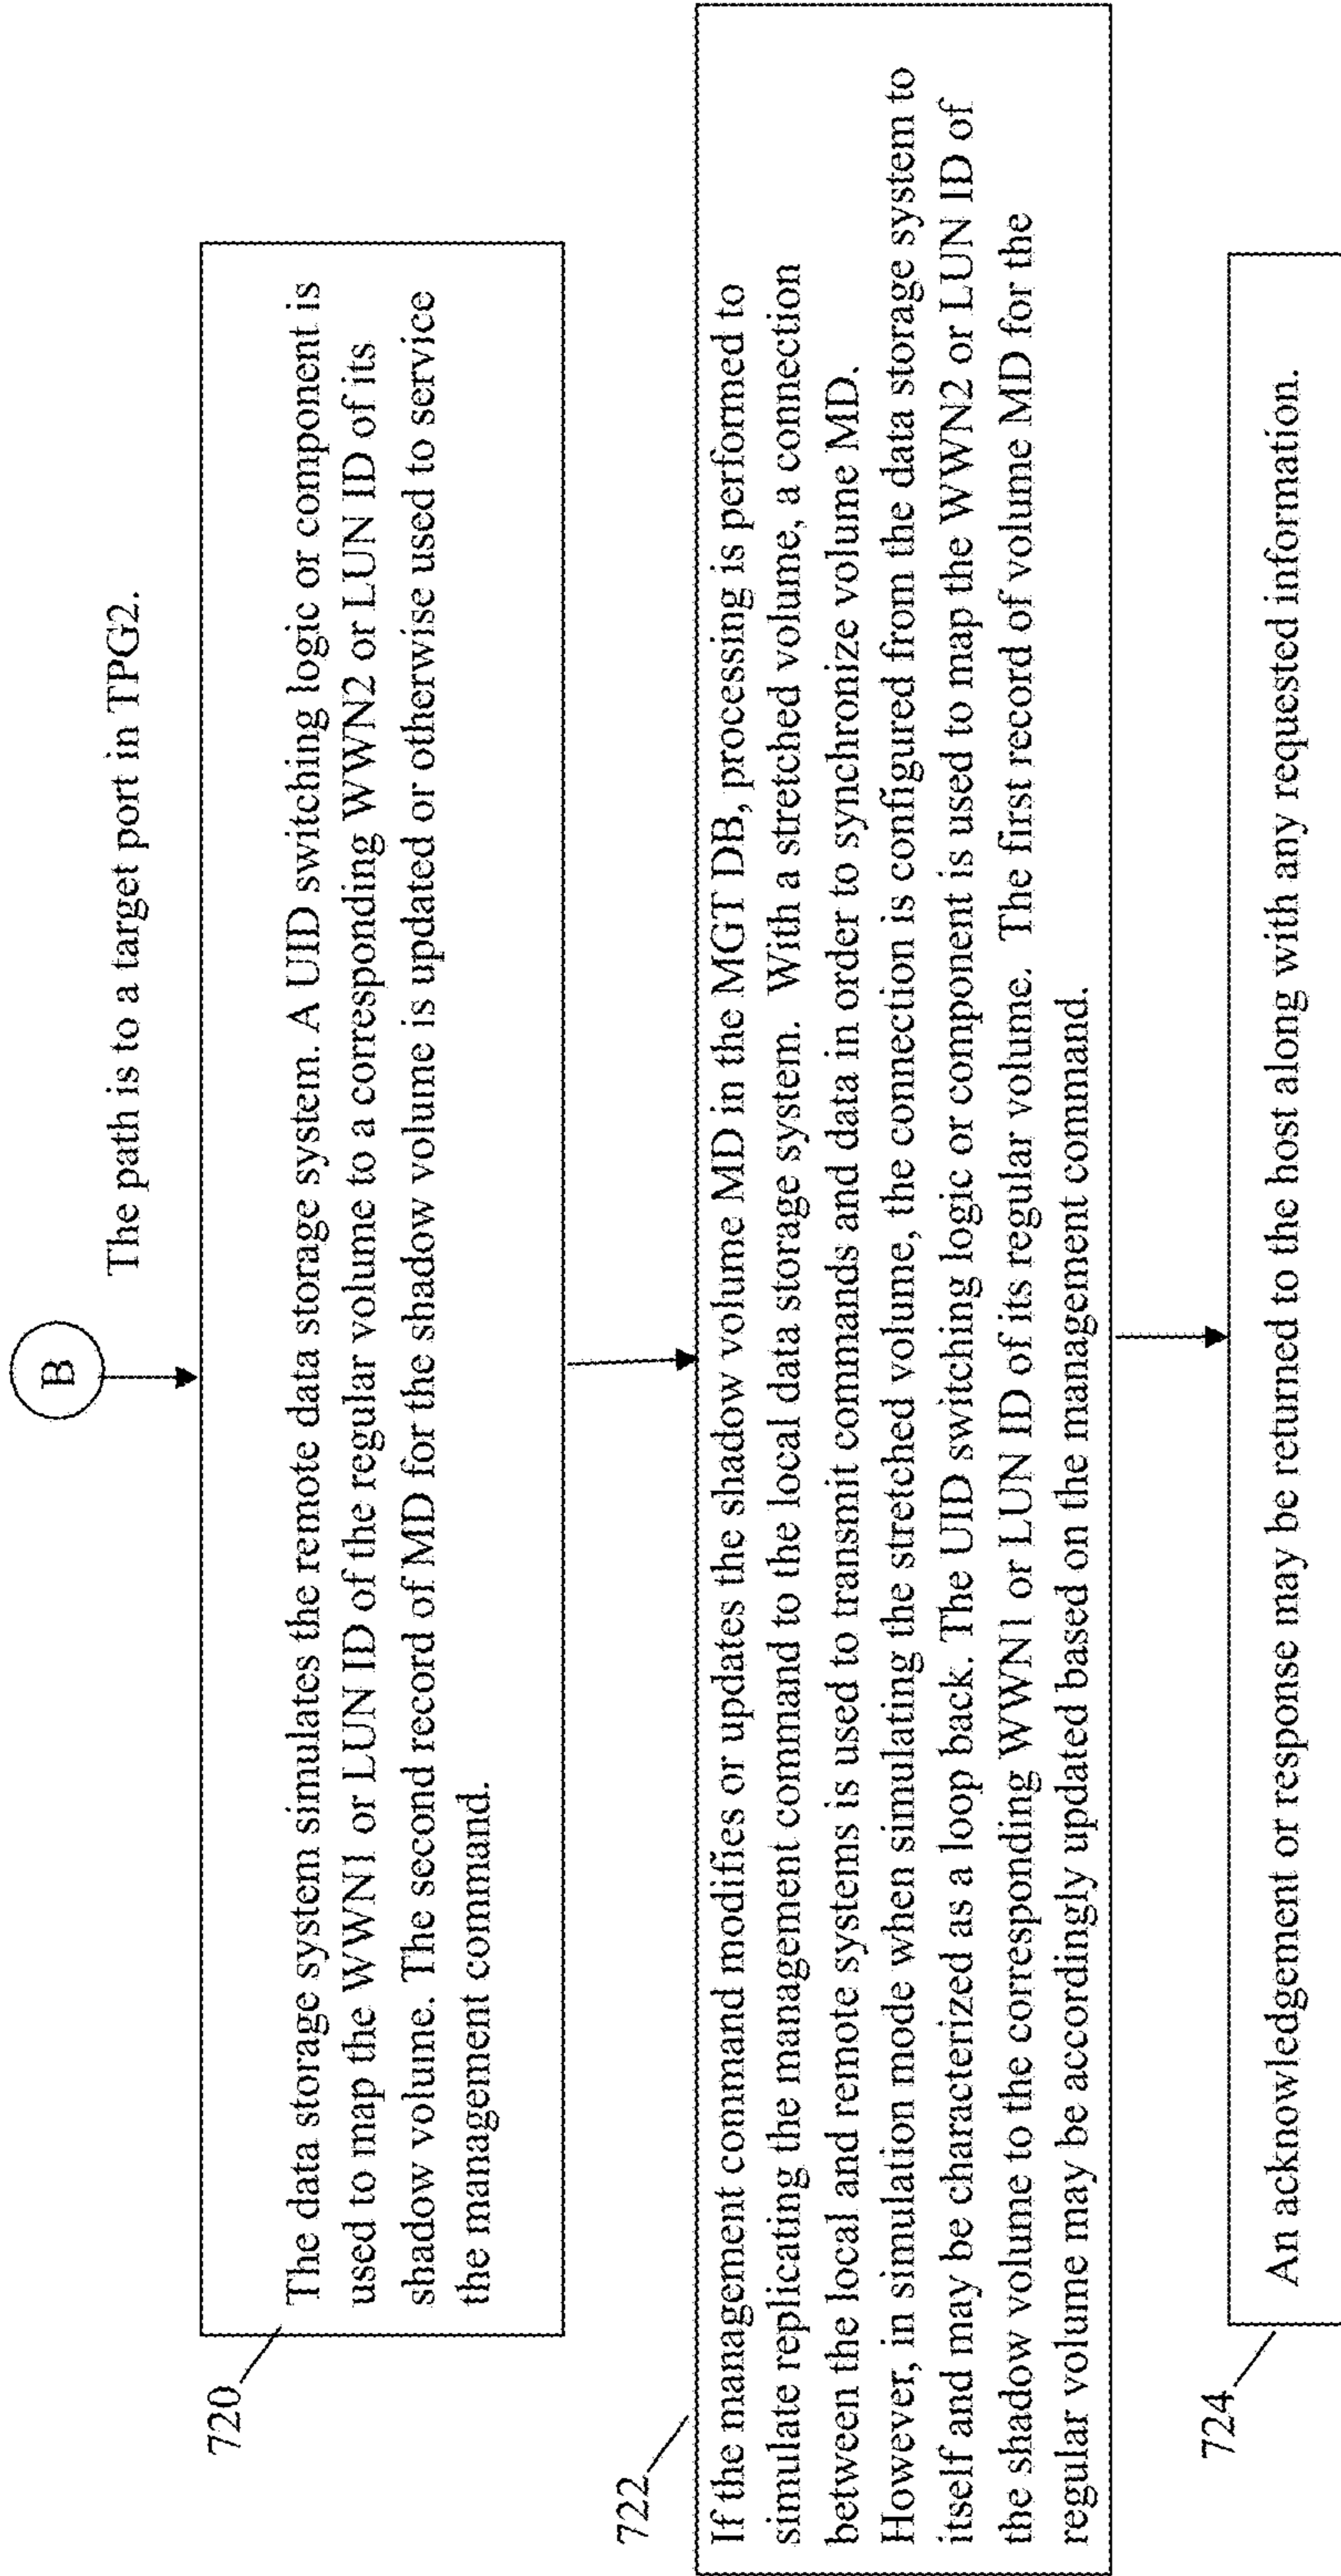 B
The path is to a target port in TPG2.
720
The data storage system simulates the remote data storage system. A UID switching logic or component is
used to map the WWN1 or LUN ID of the regular volume to a corresponding WWN2 or LUN ID of its
shadow volume. The second record of MD for the shadow volume is updated or otherwise used to service
the management command.
722
If the management command modifies or updates the shadow volume MD in the MGT DB, processing is performed to
simulate replicating the management command to the local data storage system. With a stretched volume, a connection
between the local and remote systems is used to transmit commands and data in order to synchronize volume MD.
However, in simulation mode when simulating the stretched volume, the connection is configured from the data storage system to
itself and may be characterized as a loop back. The UID switching logic or component is used to map the WWN2 or LUN ID of
the shadow volume to the corresponding WWN1 or LUN ID of its regular volume. The first record of volume MD for the
regular volume may be accordingly updated based on the management command.
724
An acknowledgement or response may be returned to the host along with any requested information.